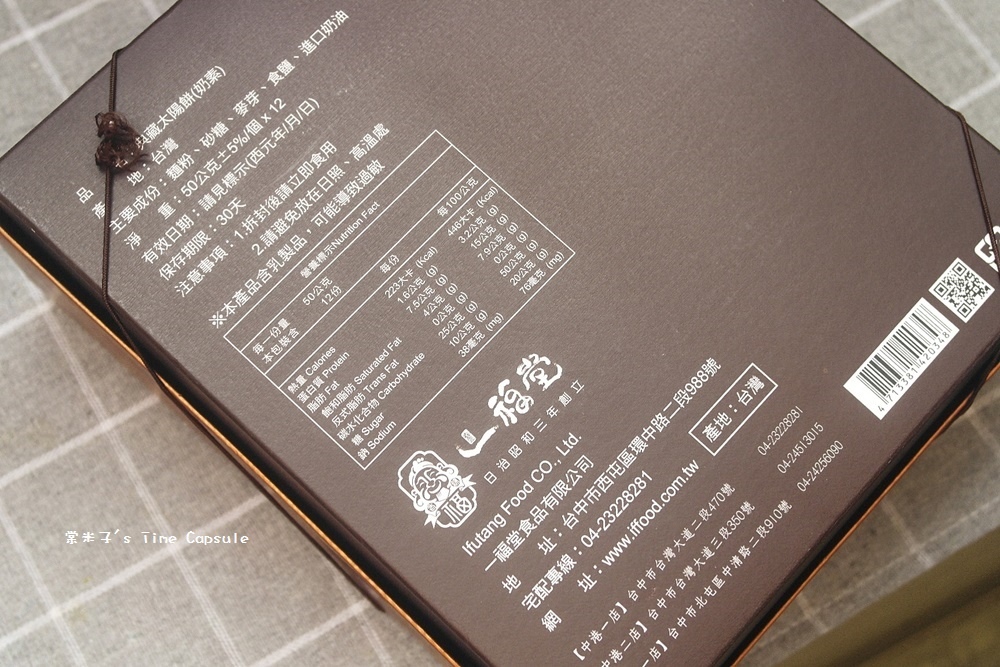 品 典藏太陽餅(奶素)
產 地：台灣
主要成份：麵粉、砂糖、麥芽、食鹽、進口奶油
淨 重：50公克±5%/個 x 12
有效日期：請見標示(西元年/月/日)
保存期限：30天
注意事項：1.拆封後請立即食用
2.請避免放在日照、高溫處
※本產品含乳製品，可能導致過敏
營養標示Nutrition Fact
每一份量 50公克
本包裝含 12份
每份 每100公克
熱量 Calories 223大卡 (Kcal) 446大卡 (Kcal)
蛋白質 Protein 1.6公克 (g) 3.2公克 (g)
脂肪 Fat 7.5公克 (g) 15公克 (g)
飽和脂肪 Saturated Fat 4公克 (g) 7.9公克 (g)
反式脂肪 Trans Fat 0公克 (g) 0公克 (g)
碳水化合物 Carbohydrate 25公克 (g) 50公克 (g)
糖 Sugar 10公克 (g) 20公克 (g)
鈉 Sodium 38毫克 (mg) 76毫克 (mg)
一福堂
日治昭和三年創立
福
Ifutang Food CO., Ltd.
一福堂食品有限公司
地 址：台中市西屯區環中路二段988號
宅配專線：04-23228281
網 址：www.iffood.com.tw
產地：台灣
【中港一店】台中市台灣大道二段470號 04-23228281
中港二店】台中市台灣大道三段350號 04-24513015
一店】台中市北屯區中清路二段910號 04-24256090
4 713381 420348
棠米子's Time Capsule